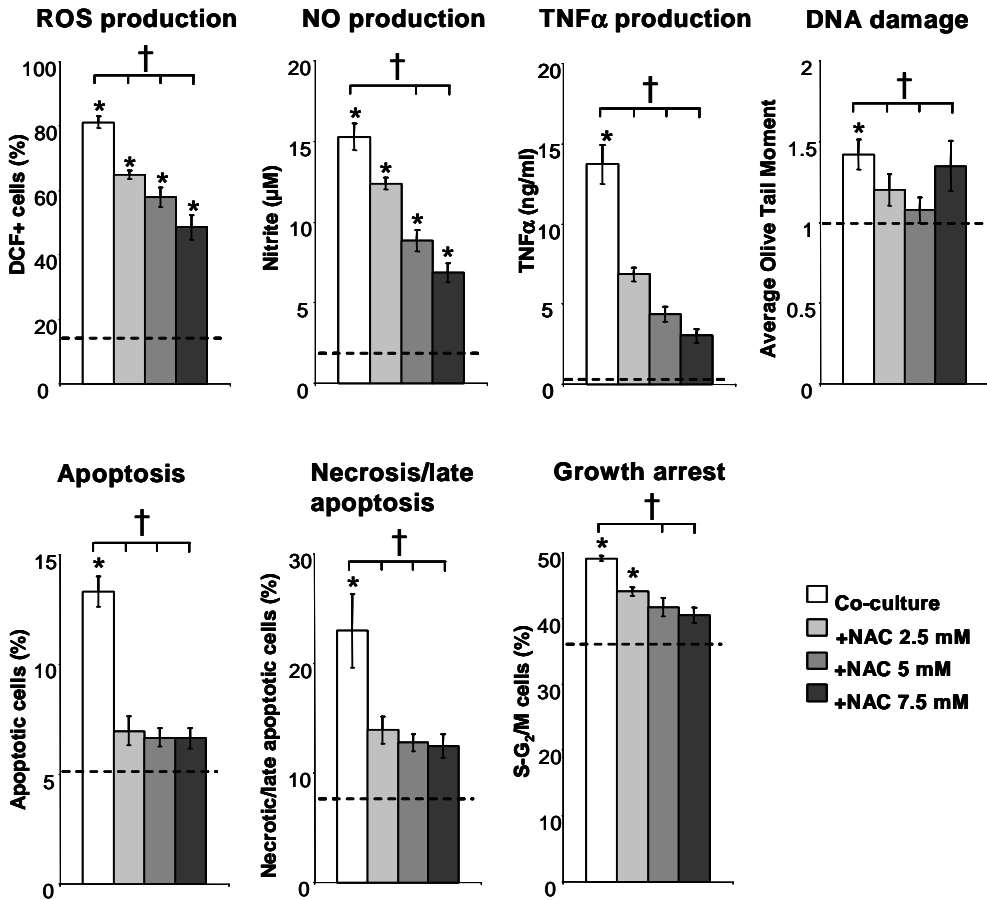 ROS production
†
100
80
60
40
20
0
DCF+ cells (%)
*
*
*
*
NO production
†
20
15
10
5
0
Nitrite (µM)
*
*
*
*
TNFα production
†
20
15
10
5
0
TNFα (ng/ml)
*
DNA damage
†
2
1.5
1
0.5
0
Average Olive Tail Moment
*
Apoptosis
†
15
10
5
0
Apoptotic cells (%)
*
Necrosis/late
apoptosis
†
30
20
10
0
Necrotic/late apoptotic cells (%)
*
Growth arrest
†
50
40
30
20
10
0
S-G₂/M cells (%)
*
*
Co-culture
+NAC 2.5 mM
+NAC 5 mM
+NAC 7.5 mM